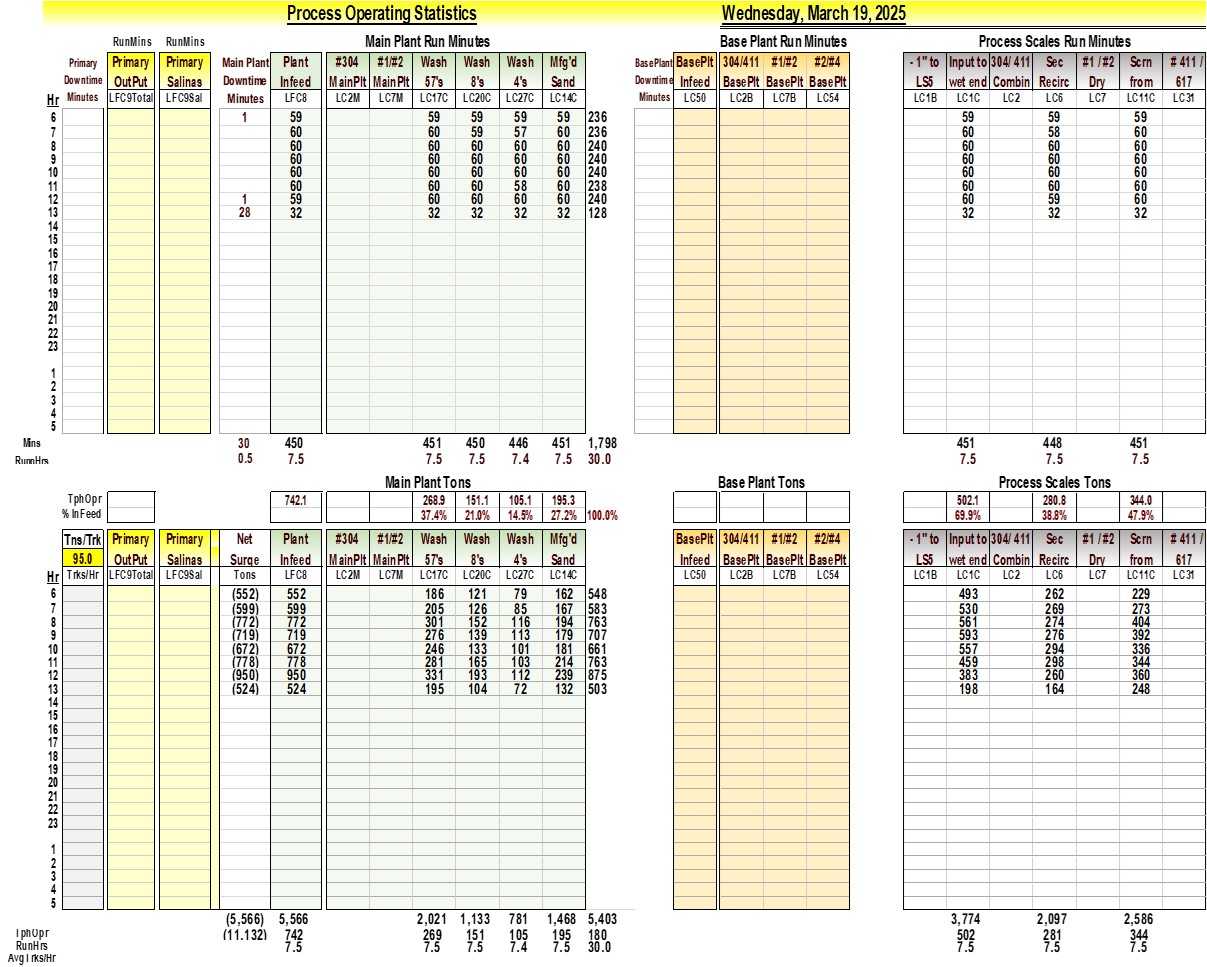 Process Operating Statistics Wednesday, March 19, 2025
RunMins RunMins Main Plant Run Minutes Base Plant Run Minutes Process Scales Run Minutes
Primary Primary Primary Main Plant Plant #304 #1/#2 Wash Wash Wash Mfg'd BasePlant BasePlt 304/411 #1/#2 #2/#4 - 1" to Input to 304/ 411 Sec #1 / #2 Scrn # 411 /
Downtime OutPut Salinas Downtime Infeed MainPlt MainPlt 57's 8's 4's Sand Downtime Infeed BasePlt BasePlt BasePlt LS5 wet end Combin Recirc Dry from 617
Hr Minutes LFC9Total LFC9Sal Minutes LFC8 LC2M LC7M LC17C LC20C LC27C LC14C Minutes LC50 LC2B LC7B LC54 LC1B LC1C LC2 LC6 LC7 LC11C LC31
6 1 59 59 59 59 59 236 59 59 59
7 60 60 59 57 60 236 60 58 60
8 60 60 60 60 60 240 60 60 60
9 60 60 60 60 60 240 60 60 60
10 60 60 60 60 60 240 60 60 60
11 60 60 60 58 60 238 60 60 60
12 1 59 60 60 60 60 240 60 59 60
13 28 32 32 32 32 32 128 32 32 32
14
15
16
17
18
19
20
21
22
23
1
2
3
4
5
Mins 30 450 451 450 446 451 1,798 451 448 451
RunnHrs 0.5 7.5 7.5 7.5 7.4 7.5 30.0 7.5 7.5 7.5
Main Plant Tons Base Plant Tons Process Scales Tons
TphOpr 742.1 268.9 151.1 105.1 195.3 502.1 280.8 344.0
% InFeed 37.4% 21.0% 14.5% 27.2% 100.0% 69.9% 38.8% 47.9%
Tns/Trk Primary Primary Net Plant #304 #1/#2 Wash Wash Wash Mfg'd BasePlt 304/411 #1/#2 #2/#4 - 1" to Input to 304/ 411 Sec #1 / #2 Scrn # 411 /
95.0 OutPut Salinas Surge Infeed MainPlt MainPlt 57's 8's 4's Sand Infeed BasePlt BasePlt BasePlt LS5 wet end Combin Recirc Dry from 617
Hr Trks/Hr LFC9Total LFC9Sal Tons LFC8 LC2M LC7M LC17C LC20C LC27C LC14C LC50 LC2B LC7B LC54 LC1B LC1C LC2 LC6 LC7 LC11C LC31
6 (552) 552 186 121 79 162 548 493 262 229
7 (599) 599 205 126 85 167 583 530 269 273
8 (772) 772 301 152 116 194 763 561 274 404
9 (719) 719 276 139 113 179 707 593 276 392
10 (672) 672 246 133 101 181 661 557 294 336
11 (778) 778 281 165 103 214 763 459 298 344
12 (950) 950 331 193 112 239 875 383 260 360
13 (524) 524 195 104 72 132 503 198 164 248
14
15
16
17
18
19
20
21
22
23
1
2
3
4
5
(5,566) 5,566 2,021 1,133 781 1,468 5,403 3,774 2,097 2,586
TphOpr (11.132) 742 269 151 105 195 180 502 281 344
RunHrs 7.5 7.5 7.5 7.4 7.5 30.0 7.5 7.5 7.5
Avg Trks/Hr